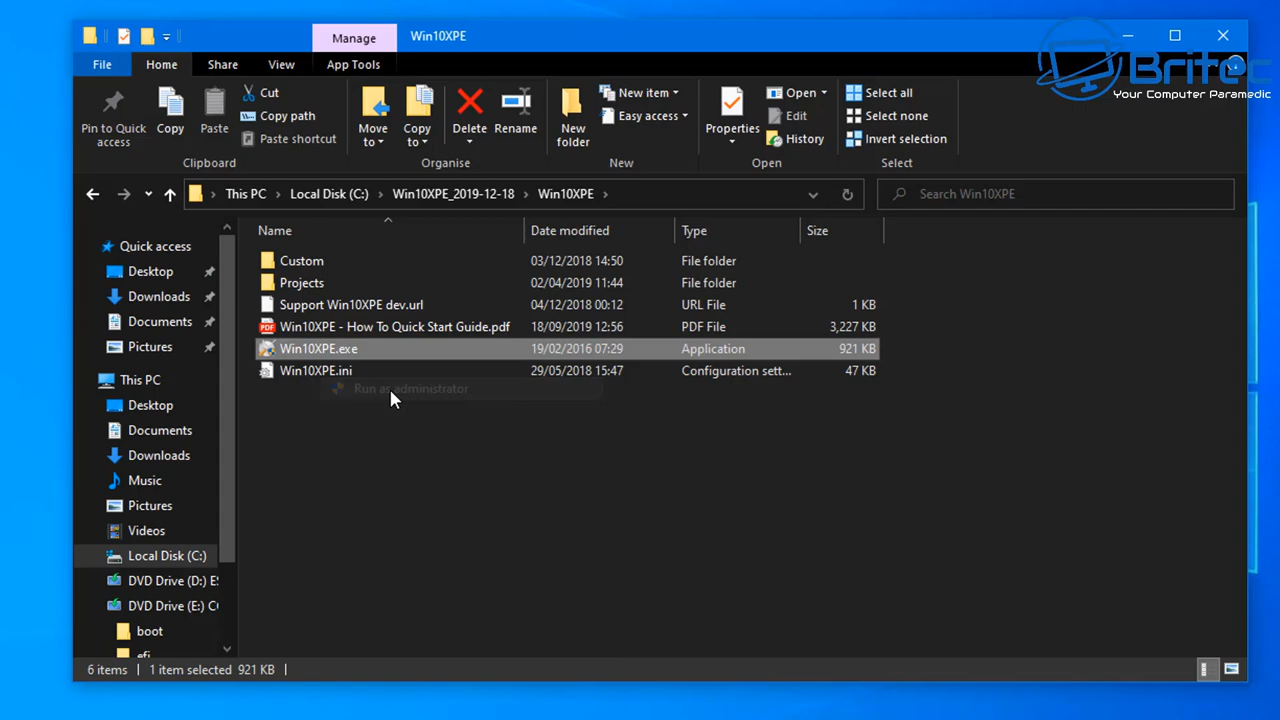 Manage
Win10XPE
Britec
Your Computer Paramedic
File
Home
Share
View
App Tools
Pin to Quick access
Copy
Paste
Cut
Copy path
Paste shortcut
Clipboard
Move to
Copy to
Delete
Rename
Organise
New folder
New item
Easy access
New
Properties
Open
Edit
History
Open
Select all
Select none
Invert selection
Select
This PC
Local Disk (C:)
Win10XPE_2019-12-18
Win10XPE
Search Win10XPE
Name
Date modified
Type
Size
Custom 03/12/2018 14:50 File folder
Projects 02/04/2019 11:44 File folder
Support Win10XPE dev.url 04/12/2018 00:12 URL File 1 KB
Win10XPE - How To Quick Start Guide.pdf 18/09/2019 12:56 PDF File 3,227 KB
Win10XPE.exe 19/02/2016 07:29 Application 921 KB
Win10XPE.ini 29/05/2018 15:47 Configuration sett... 47 KB
Run as administrator
Quick access
Desktop
Downloads
Documents
Pictures
This PC
Desktop
Documents
Downloads
Music
Pictures
Videos
Local Disk (C:)
DVD Drive (D:) ES
DVD Drive (E:) CC
boot
efi
6 items
1 item selected 921 KB